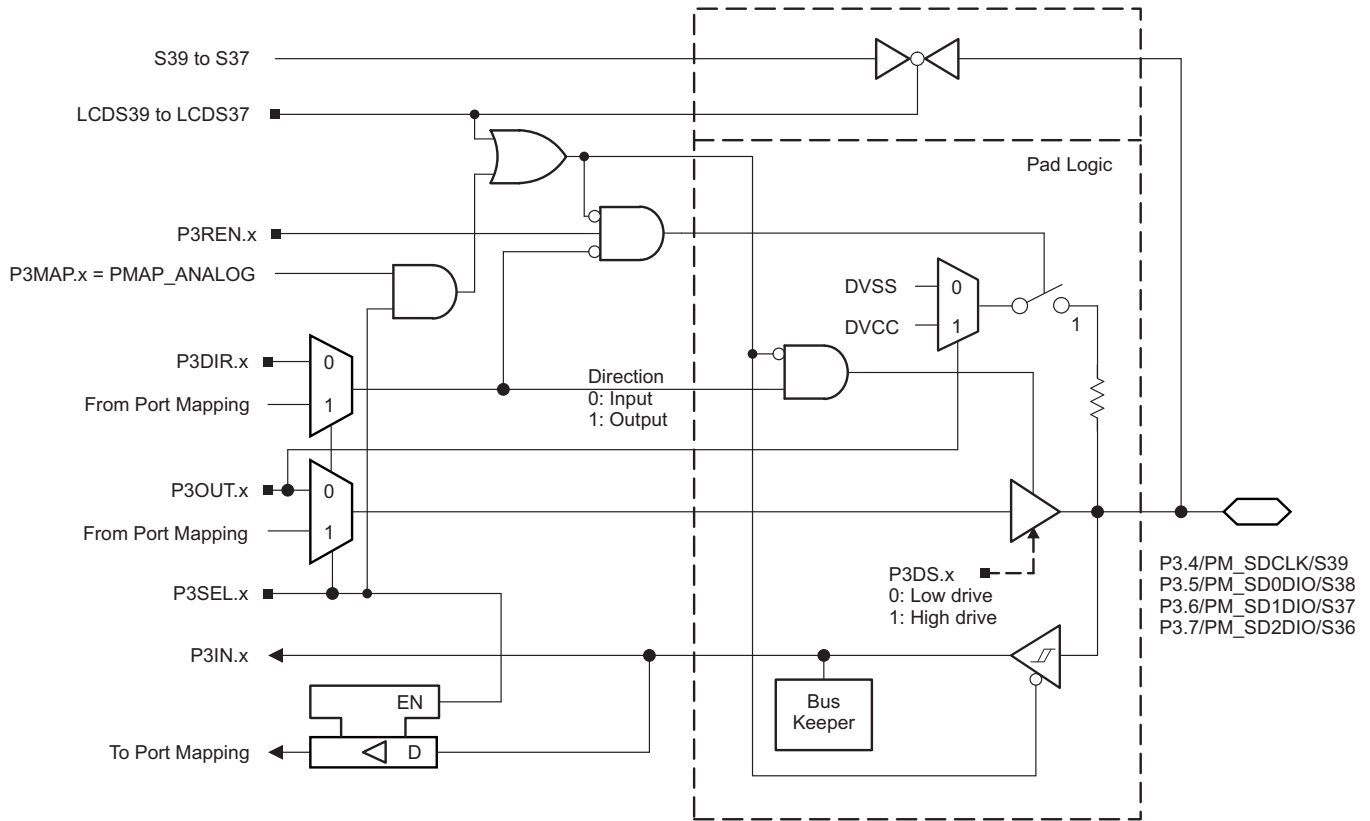 S39 to S37
LCDS39 to LCDS37
Pad Logic
P3REN.x
P3MAP.x = PMAP_ANALOG
DVSS
0
DVCC
1
1
P3DIR.x
0
Direction
0: Input
1: Output
From Port Mapping
1
P3OUT.x
0
From Port Mapping
1
P3SEL.x
P3DS.x
0: Low drive
1: High drive
P3.4/PM_SDCLK/S39
P3.5/PM_SD0DIO/S38
P3.6/PM_SD1DIO/S37
P3.7/PM_SD2DIO/S36
P3IN.x
EN
Bus
Keeper
To Port Mapping
D